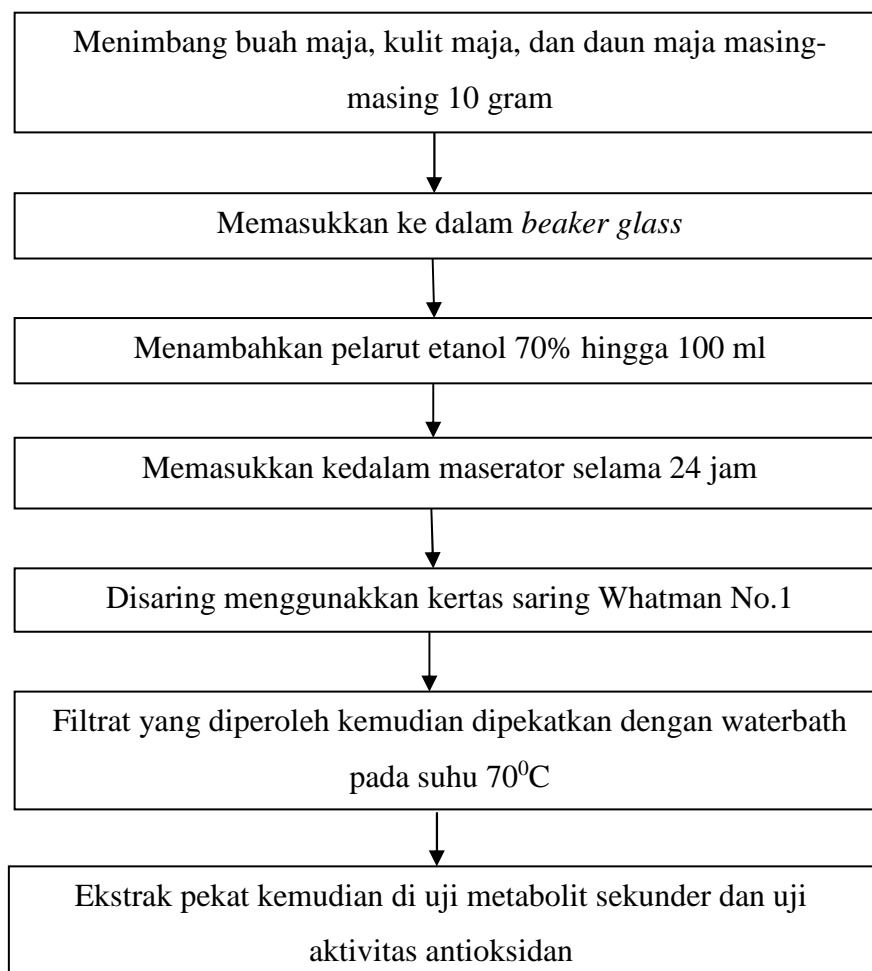 Menimbang buah maja, kulit maja, dan daun maja masing-
masing 10 gram
Memasukkan ke dalam beaker glass
Menambahkan pelarut etanol 70% hingga 100 ml
Memasukkan kedalam maserator selama 24 jam
Disaring menggunakkan kertas saring Whatman No.1
Filtrat yang diperoleh kemudian dipekatkan dengan waterbath
pada suhu 70⁰C
Ekstrak pekat kemudian di uji metabolit sekunder dan uji
aktivitas antioksidan